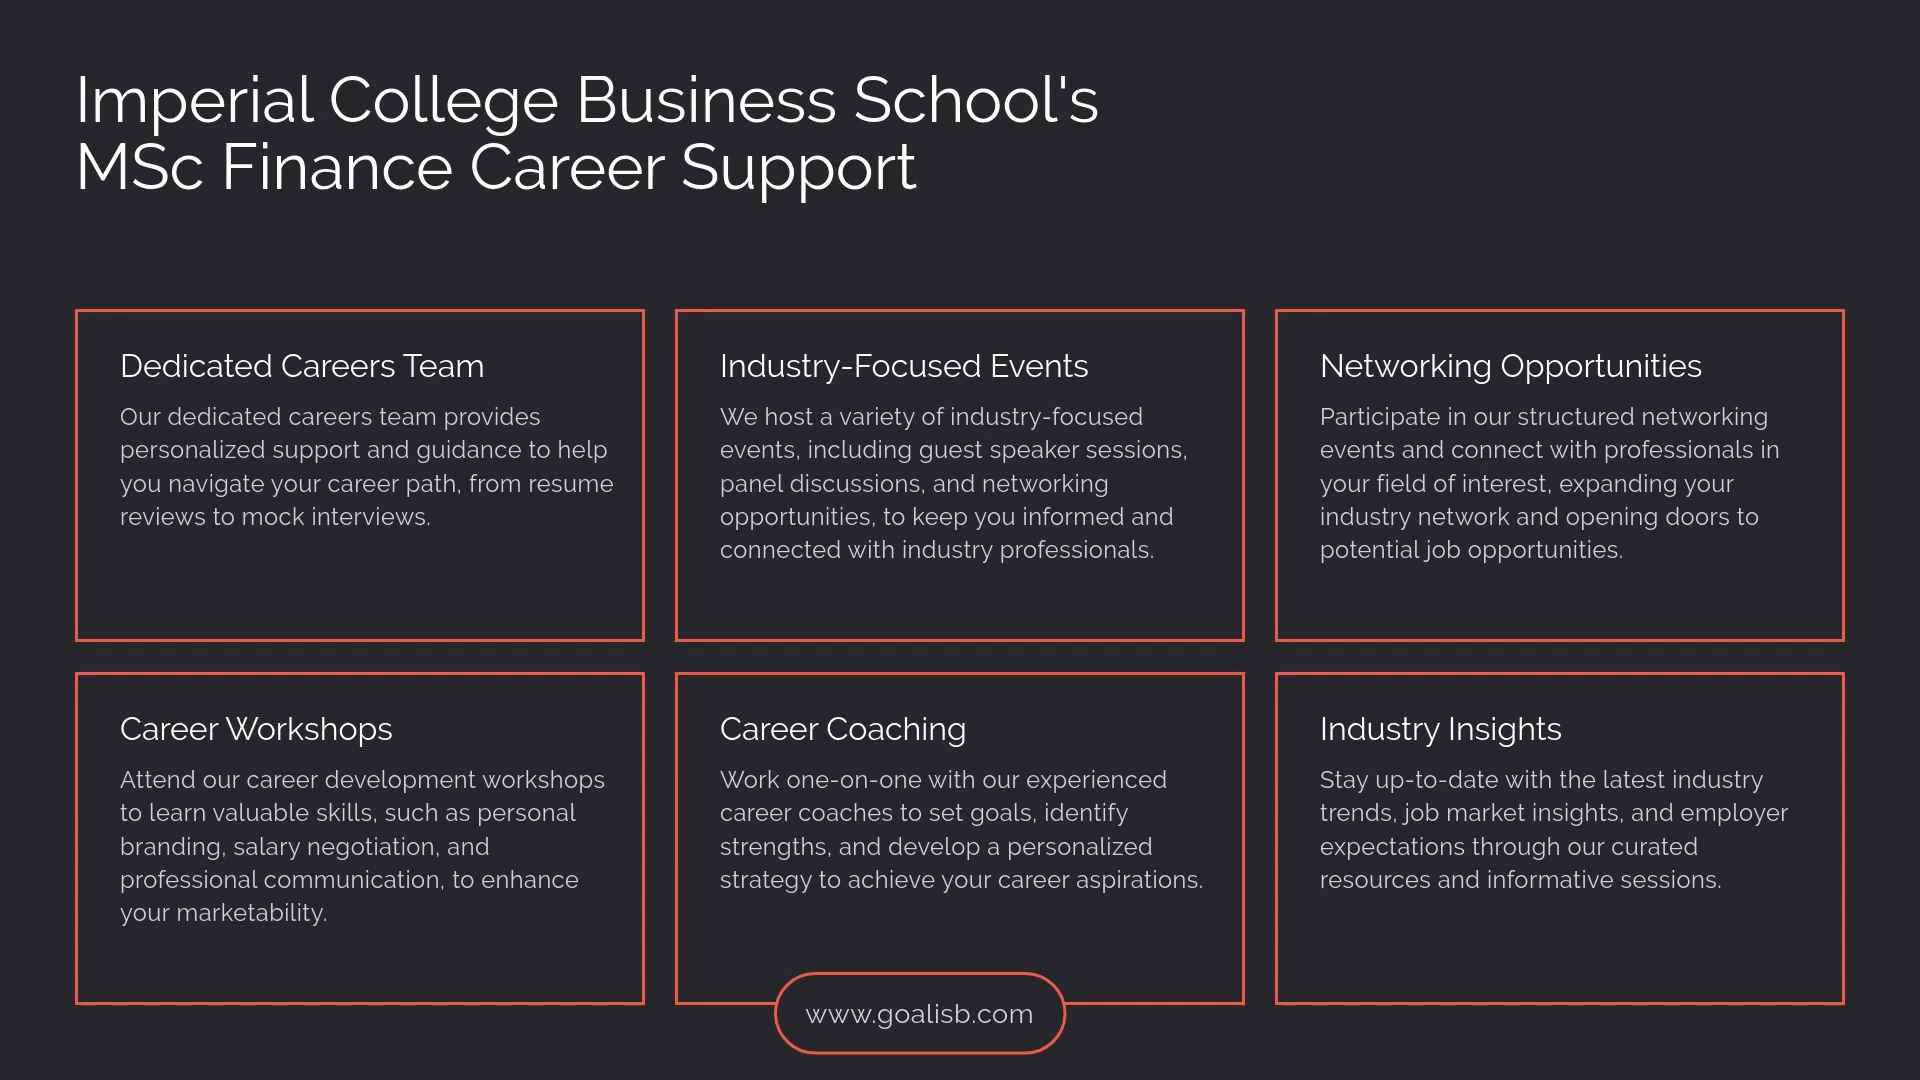 Imperial College Business School's
MSc Finance Career Support
Dedicated Careers Team
Our dedicated careers team provides
personalized support and guidance to help
you navigate your career path, from resume
reviews to mock interviews.
Industry-Focused Events
We host a variety of industry-focused
events, including guest speaker sessions,
panel discussions, and networking
opportunities, to keep you informed and
connected with industry professionals.
Networking Opportunities
Participate in our structured networking
events and connect with professionals in
your field of interest, expanding your
industry network and opening doors to
potential job opportunities.
Career Workshops
Attend our career development workshops
to learn valuable skills, such as personal
branding, salary negotiation, and
professional communication, to enhance
your marketability.
Career Coaching
Work one-on-one with our experienced
career coaches to set goals, identify
strengths, and develop a personalized
strategy to achieve your career aspirations.
Industry Insights
Stay up-to-date with the latest industry
trends, job market insights, and employer
expectations through our curated
resources and informative sessions.
www.goalisb.com